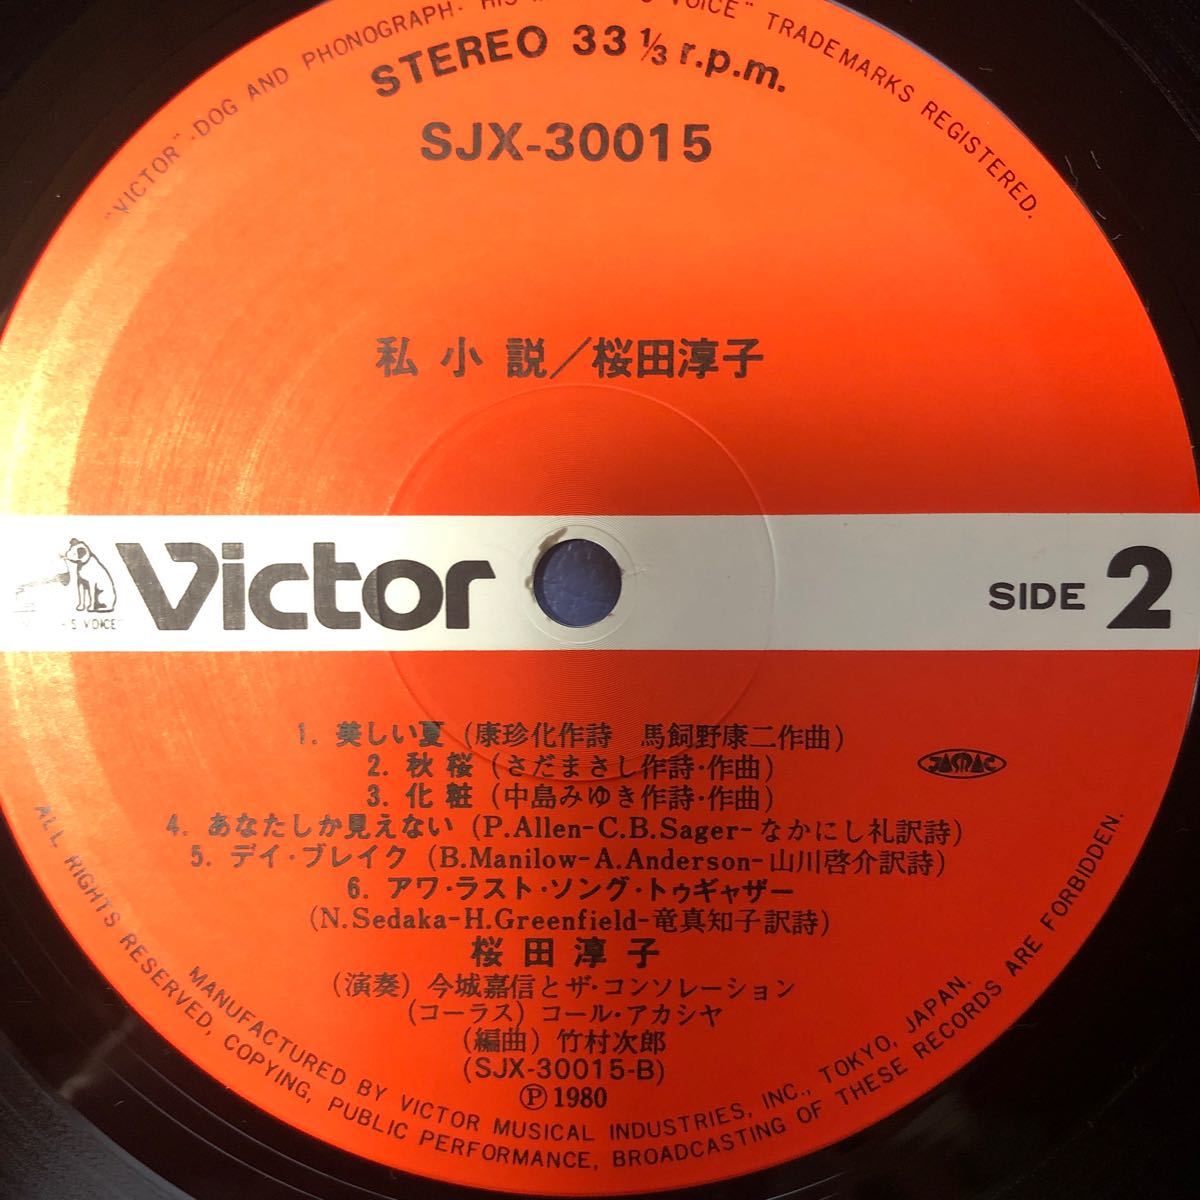 "VICTOR"·DOG AND PHONOGRAPH· HIS VOICE" TRADEMARKS REGISTERED.
STEREO 33 1/3 r.p.m.
SJX-30015
私小説／桜田淳子
Victor
VOICE"
SIDE 2
1. 美しい夏 (康珍化作詩 馬飼野康二作曲)
2. 秋桜 (さだまさし作詩・作曲)
3. 化粧 (中島みゆき作詩・作曲)
JASRAC
4. あなたしか見えない (P.Allen-C.B.Sager-なかにし礼訳詩)
5. デイ・ブレイク (B.Manilow-A.Anderson-山川啓介訳詩)
6. アワ・ラスト・ソング・トゥギャザー
(N.Sedaka-H.Greenfield-竜真知子訳詩)
桜田淳子
(演奏) 今城嘉信とザ・コンソレーション
(コーラス) コール・アカシヤ
(編曲) 竹村次郎
(SJX-30015-B)
Ⓟ 1980
MANUFACTURED BY VICTOR MUSICAL INDUSTRIES, INC., TOKYO, JAPAN.
ALL RIGHTS RESERVED, COPYING, PUBLIC PERFORMANCE, BROADCASTING OF THESE RECORDS ARE FORBIDDEN.